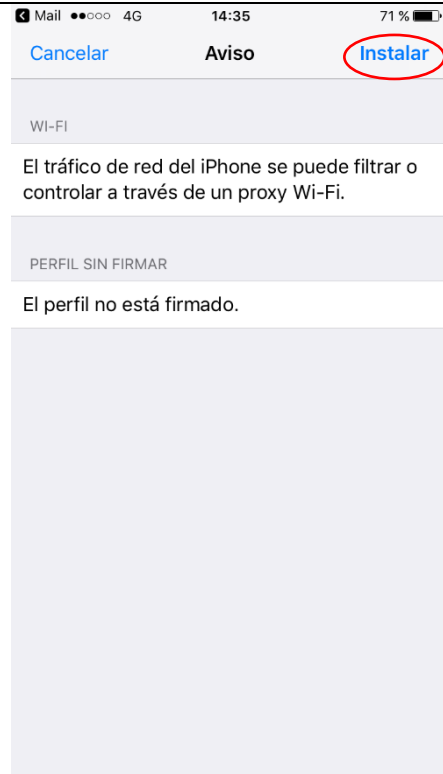 Mail 4G 14:35 71 %
Cancelar Aviso Instalar
WI-FI
El tráfico de red del iPhone se puede filtrar o
controlar a través de un proxy Wi-Fi.
PERFIL SIN FIRMAR
El perfil no está firmado.